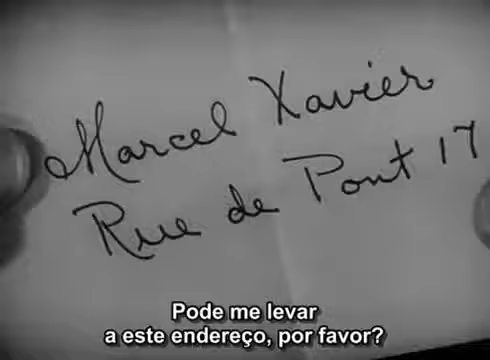 Marcel Xavier
Rue de Pont 17
Pode me levar
a este endereço, por favor?